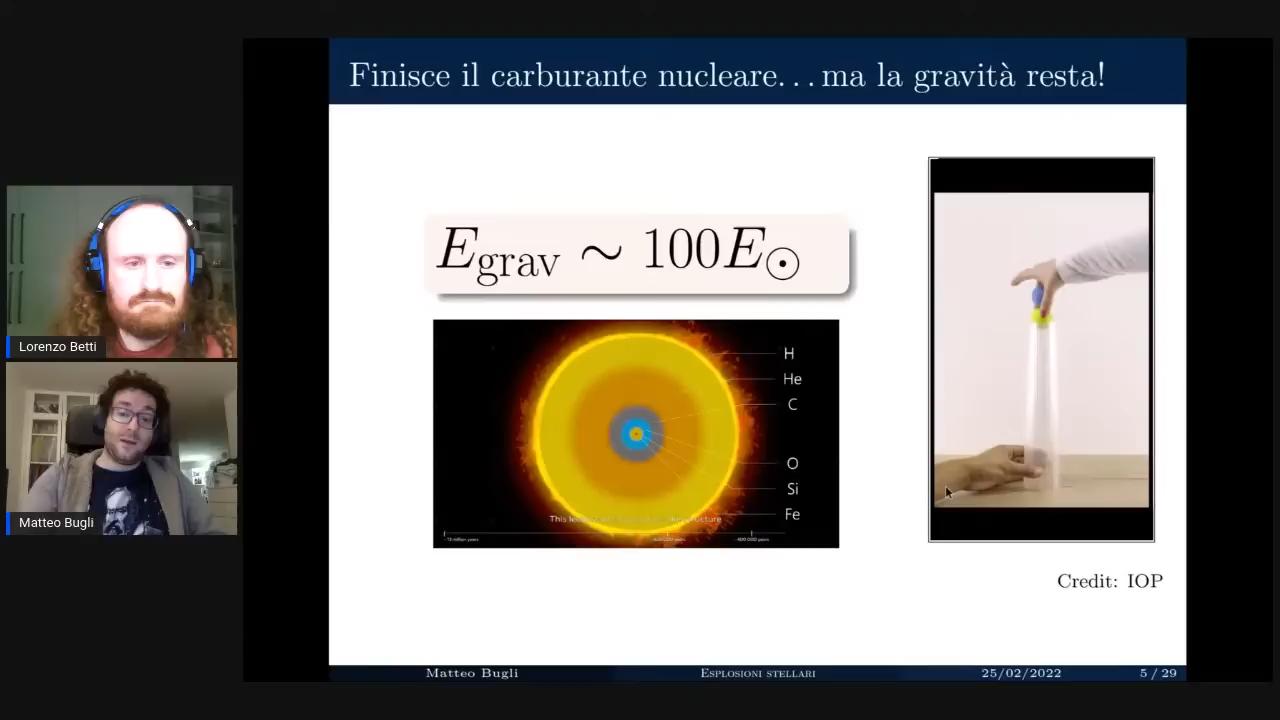 Finisce il carburante nucleare...ma la gravità resta!
E_grav ∼ 100E_⊙
H
He
C
O
Si
Fe
Credit: IOP
Lorenzo Betti
Matteo Bugli
Matteo Bugli
Esplosioni stellari
25/02/2022
5 / 29